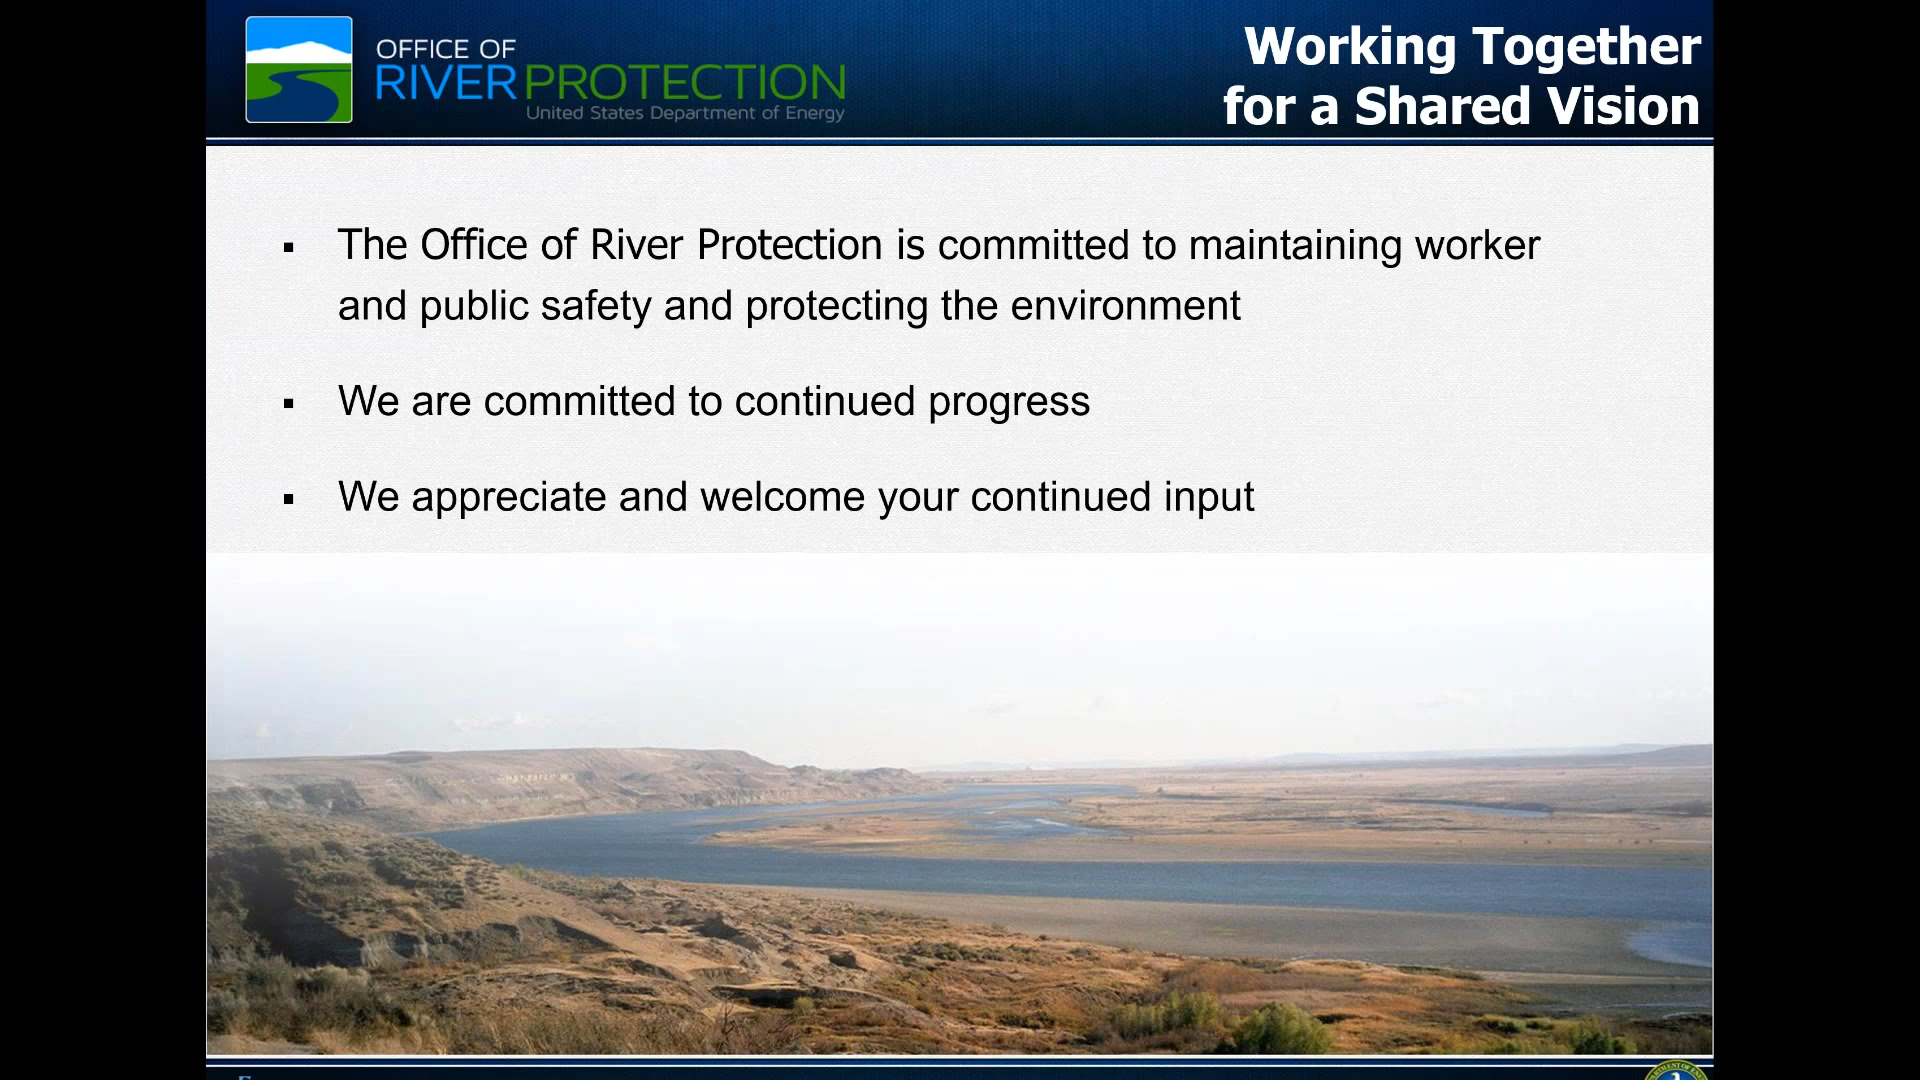 OFFICE OF
RIVER PROTECTION
United States Department of Energy
Working Together
for a Shared Vision
▪ The Office of River Protection is committed to maintaining worker
and public safety and protecting the environment
▪ We are committed to continued progress
▪ We appreciate and welcome your continued input